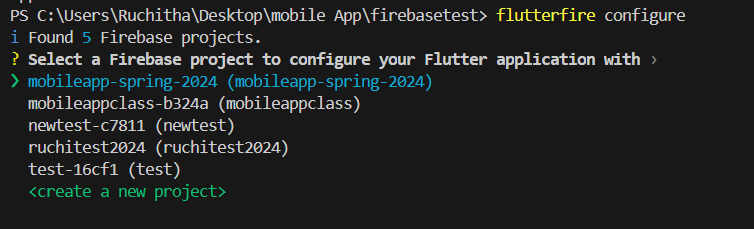 PS C:\Users\Ruchitha\Desktop\mobile App\firebasetest> flutterfire configure
i Found 5 Firebase projects.
? Select a Firebase project to configure your Flutter application with ›
❯ mobileapp-spring-2024 (mobileapp-spring-2024)
mobileappclass-b324a (mobileappclass)
newtest-c7811 (newtest)
ruchitest2024 (ruchitest2024)
test-16cf1 (test)
<create a new project>